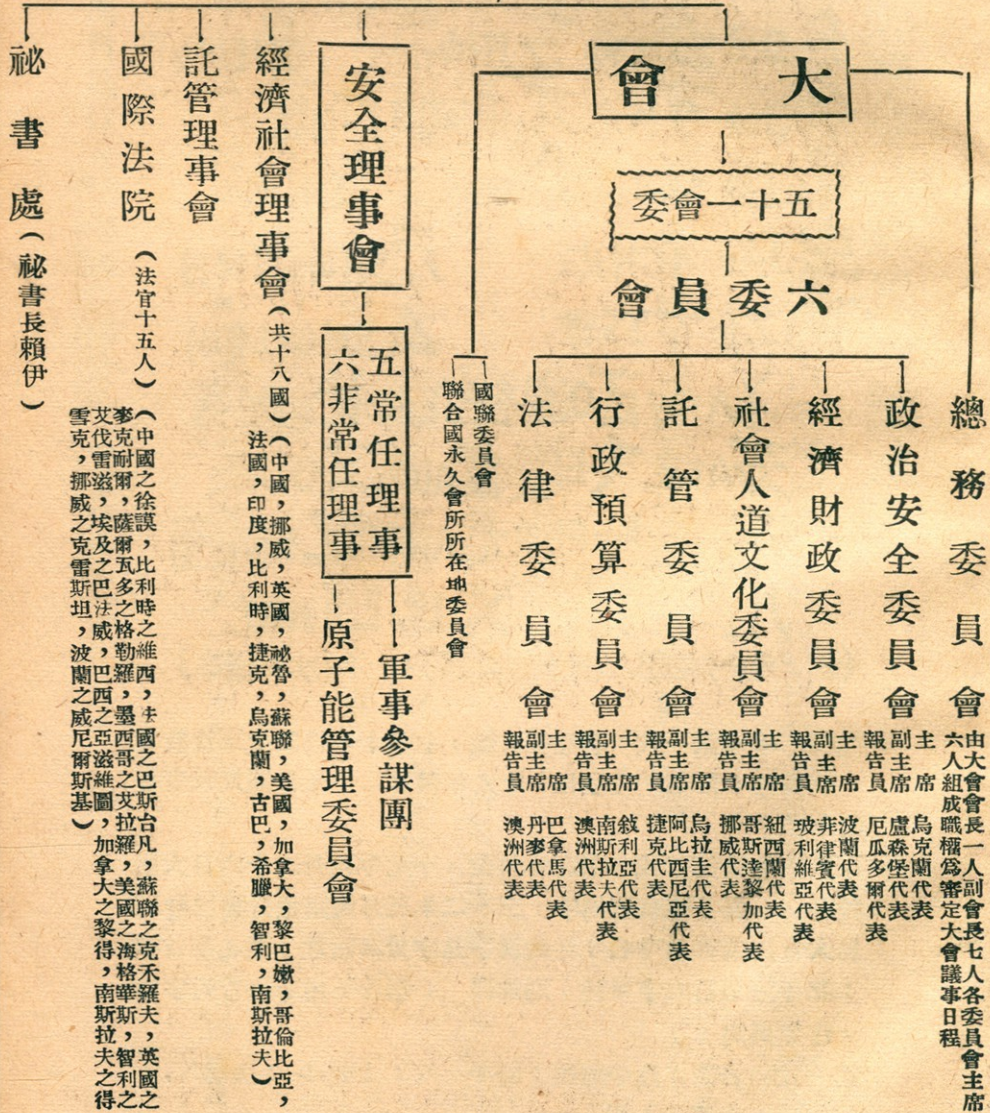 大會
五十一會委
六委員會
總務委員會
由大會會長一人副會長七人各委員會主席
六人組成職權爲審定大會議事日程
政治安全委員會
主席 烏克蘭代表
副主席 盧森堡代表
報告員 厄瓜多爾代表
經濟財政委員會
主席 波蘭代表
副主席 菲律賓代表
報告員 玻利維亞代表
社會人道文化委員會
主席 紐西蘭代表
副主席 哥斯達黎加代表
報告員 挪威代表
託管委員會
主席 烏拉圭代表
副主席 阿比西尼亞代表
報告員 捷克代表
行政預算委員會
主席 敍利亞代表
副主席 南斯拉夫代表
報告員 澳洲代表
法律委員會
主席 巴拿馬代表
副主席 丹麥代表
報告員 澳洲代表
國聯委員會
聯合國永久會所所在地委員會
安全理事會
五常任理事
六非常任理事
軍事參謀團
原子能管理委員會
經濟社會理事會(共十八國)(中國,挪威,英國,祕魯,蘇聯,美國,加拿大,黎巴嫩,哥倫比亞,
法國,印度,比利時,捷克,烏克蘭,古巴,希臘,智利,南斯拉夫)
託管理事會
國際法院(法官十五人)(中國之徐謨,比利時之維西,法國之巴斯台凡,蘇聯之克禾羅夫,英國之
麥克耐爾,薩爾瓦多之格勒羅,墨西哥之艾拉羅,美國之海格華斯,智利之
艾伐雷滋,埃及之巴法威,巴西之亞滋維圖,加拿大之黎得,南斯拉夫之得
雪克,挪威之克雷斯坦,波蘭之威尼爾斯基)
祕書處(祕書長賴伊)